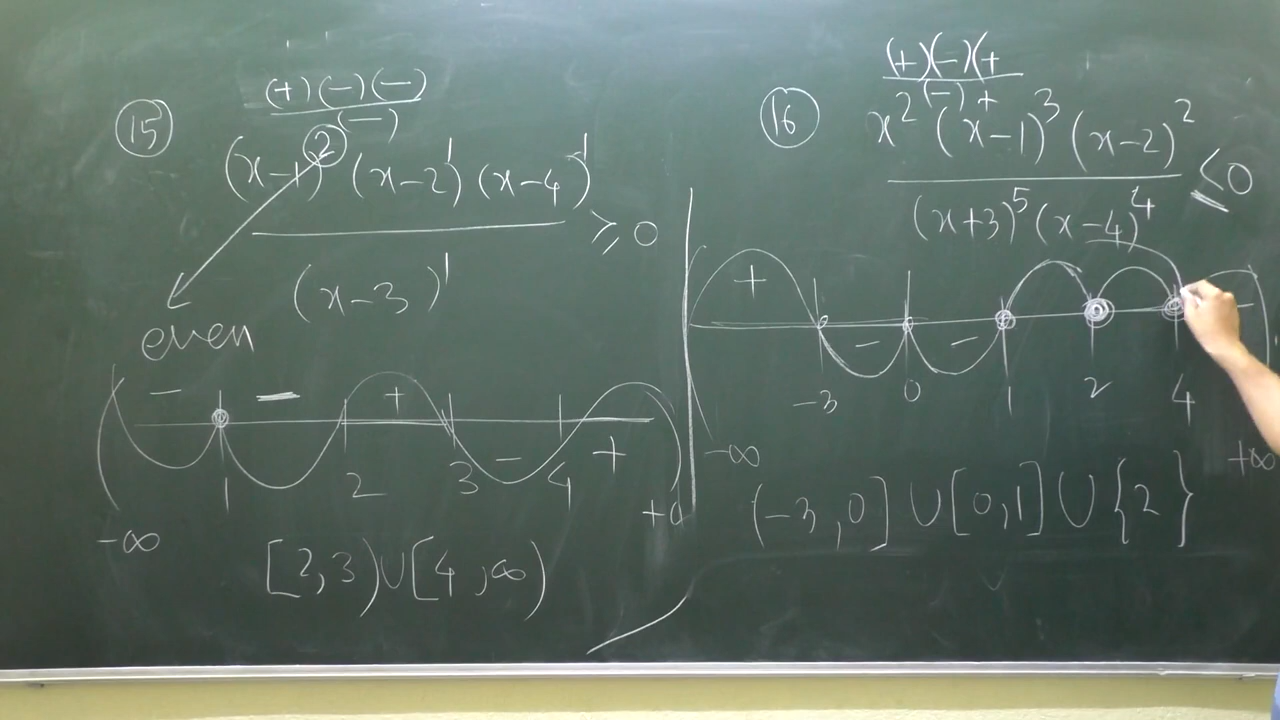 (+)(-)(-)
(-)
(15)
(x-1)² (x-2)¹ (x-4)¹
≥ 0
(x-3)¹
even
- - + - +
1 2 3 4
-∞ +∞
[2,3)∪[4,∞)
(+)(-)(+
(-) +
(16)
x² (x-1)³ (x-2)²
≤ 0
(x+3)⁵ (x-4)⁴
+ - -
-3 0 1 2 4
-∞ +∞
(-3,0] ∪[0,1]∪{2}